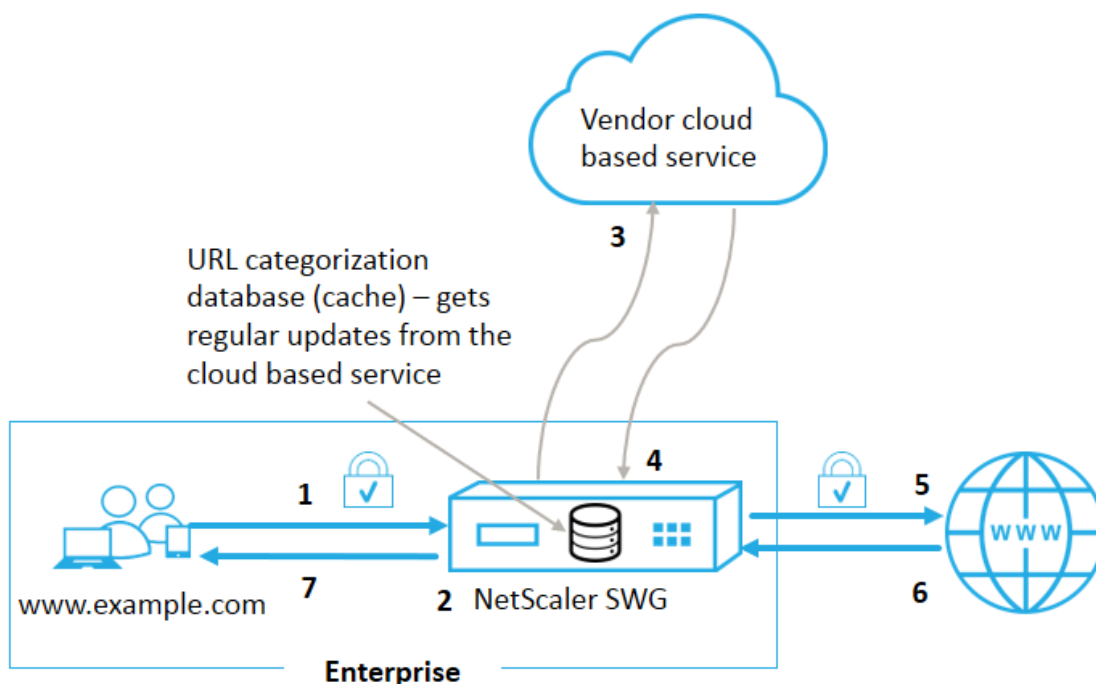 Vendor cloud
based service
3
URL categorization
database (cache) – gets
regular updates from the
cloud based service
4
1
5
www
7
2
NetScaler SWG
6
www.example.com
Enterprise